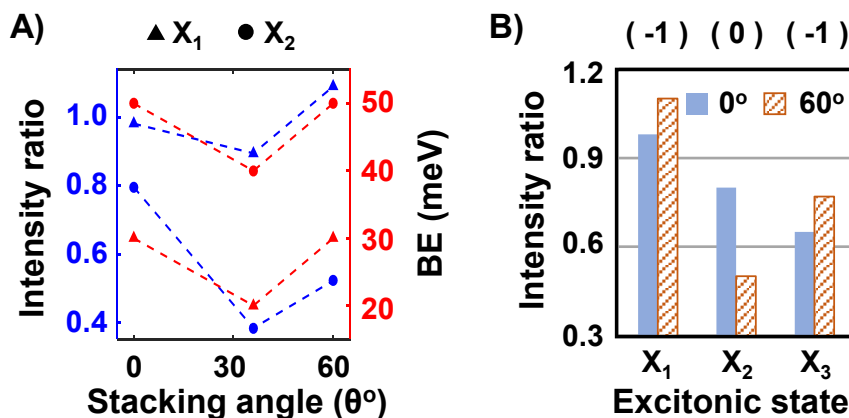 A)
▲ X₁ ● X₂
Intensity ratio
1.0
0.8
0.6
0.4
50
40
30
20
BE (meV)
0 30 60
Stacking angle (θ°)
B)
( -1 ) ( 0 ) ( -1 )
Intensity ratio
1.2
0.9
0.6
0.3
0° 60°
X₁ X₂ X₃
Excitonic state